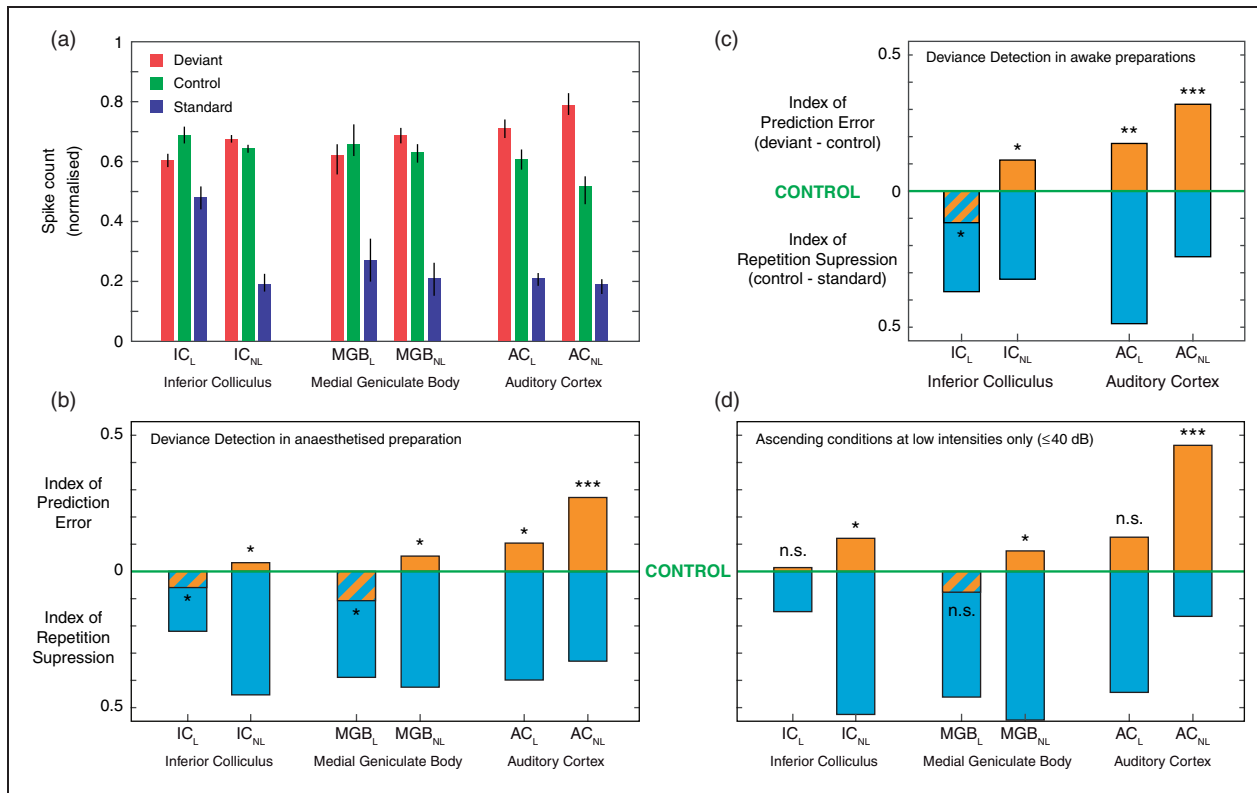 (a)
1
0.8
0.6
0.4
0.2
0
Spike count
(normalised)
Deviant
Control
Standard
IC_L IC_NL MGB_L MGB_NL AC_L AC_NL
Inferior Colliculus Medial Geniculate Body Auditory Cortex
(c)
0.5
Deviance Detection in awake preparations
Index of
Prediction Error
(deviant - control)
CONTROL
0
Index of
Repetition Supression
(control - standard)
0.5
* * ** ***
IC_L IC_NL AC_L AC_NL
Inferior Colliculus Auditory Cortex
(b)
0.5
Deviance Detection in anaesthetised preparation
Index of
Prediction Error
0
Index of
Repetition Supression
0.5
* * * * * ***
IC_L IC_NL MGB_L MGB_NL AC_L AC_NL
Inferior Colliculus Medial Geniculate Body Auditory Cortex
CONTROL
(d)
Ascending conditions at low intensities only (≤40 dB)
n.s. * n.s. * n.s. ***
IC_L IC_NL MGB_L MGB_NL AC_L AC_NL
Inferior Colliculus Medial Geniculate Body Auditory Cortex